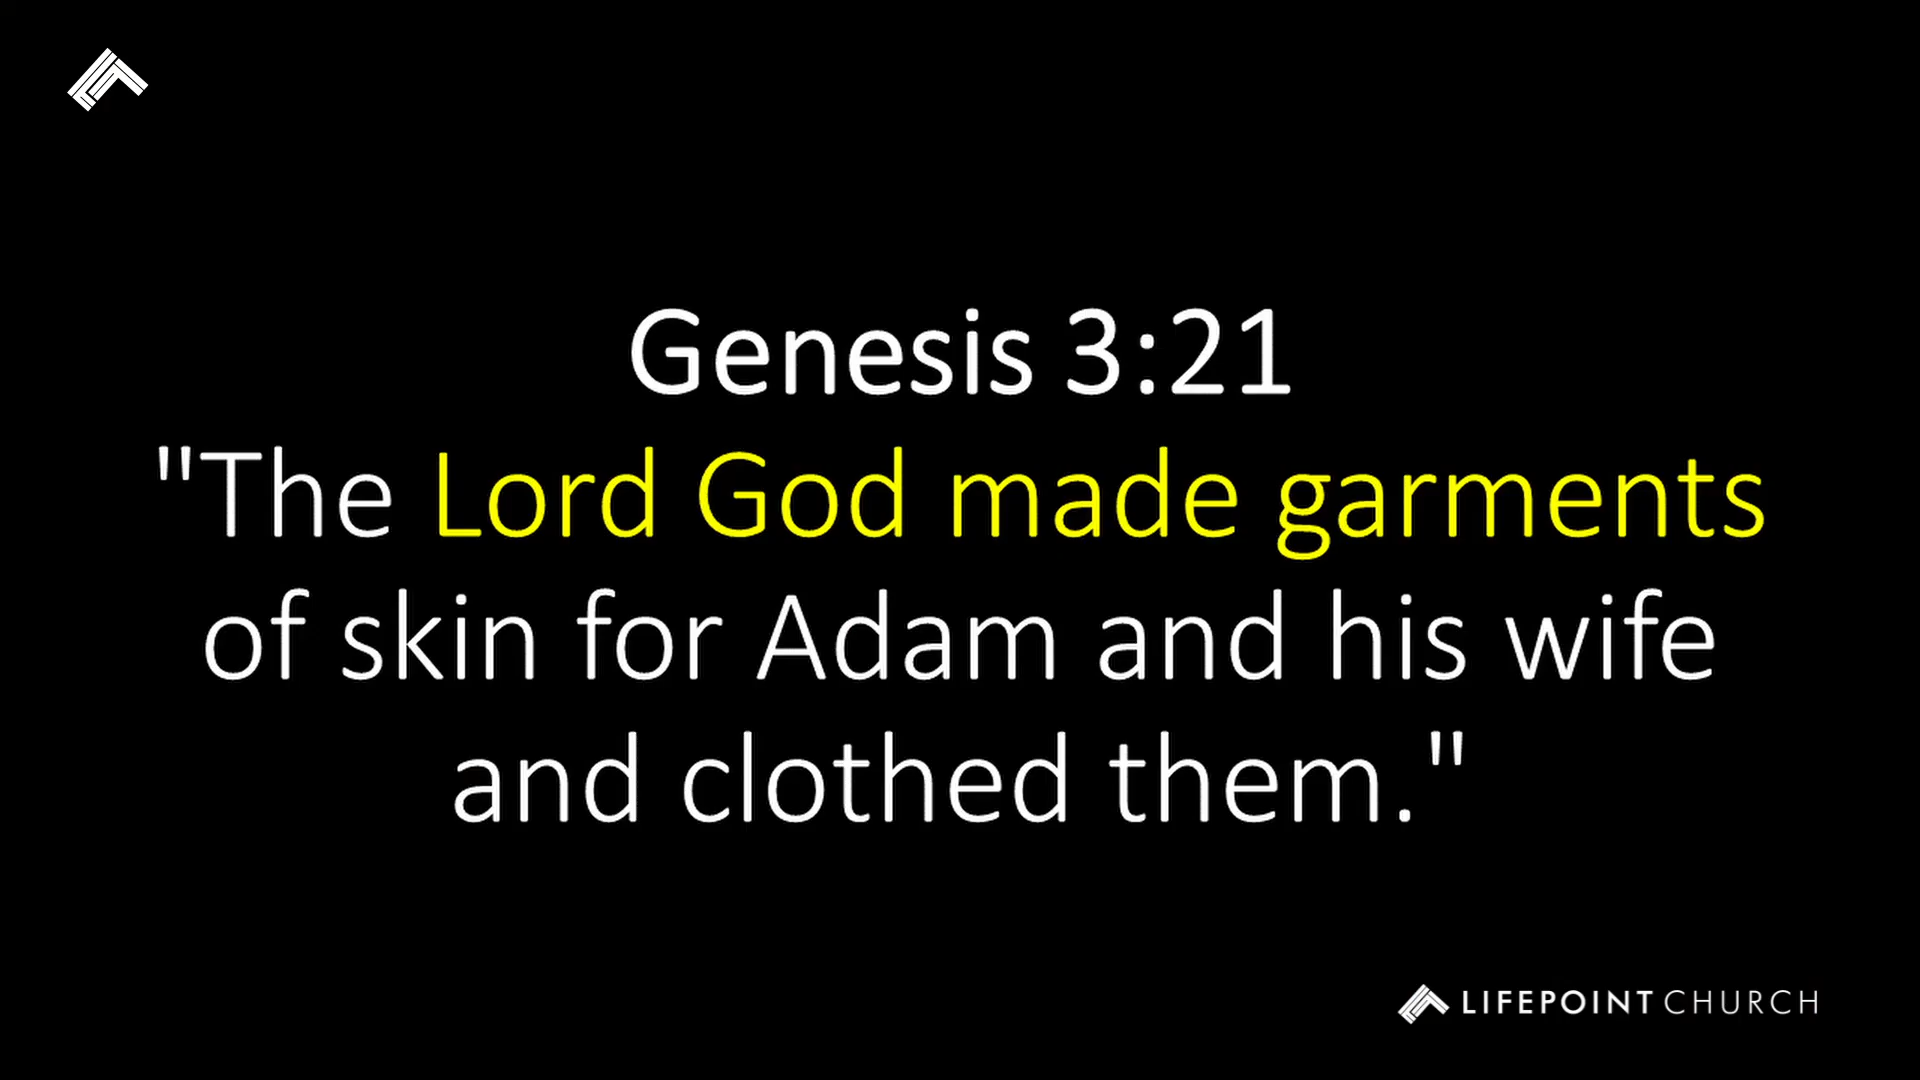 Genesis 3:21
"The Lord God made garments
of skin for Adam and his wife
and clothed them."
LIFEPOINT CHURCH